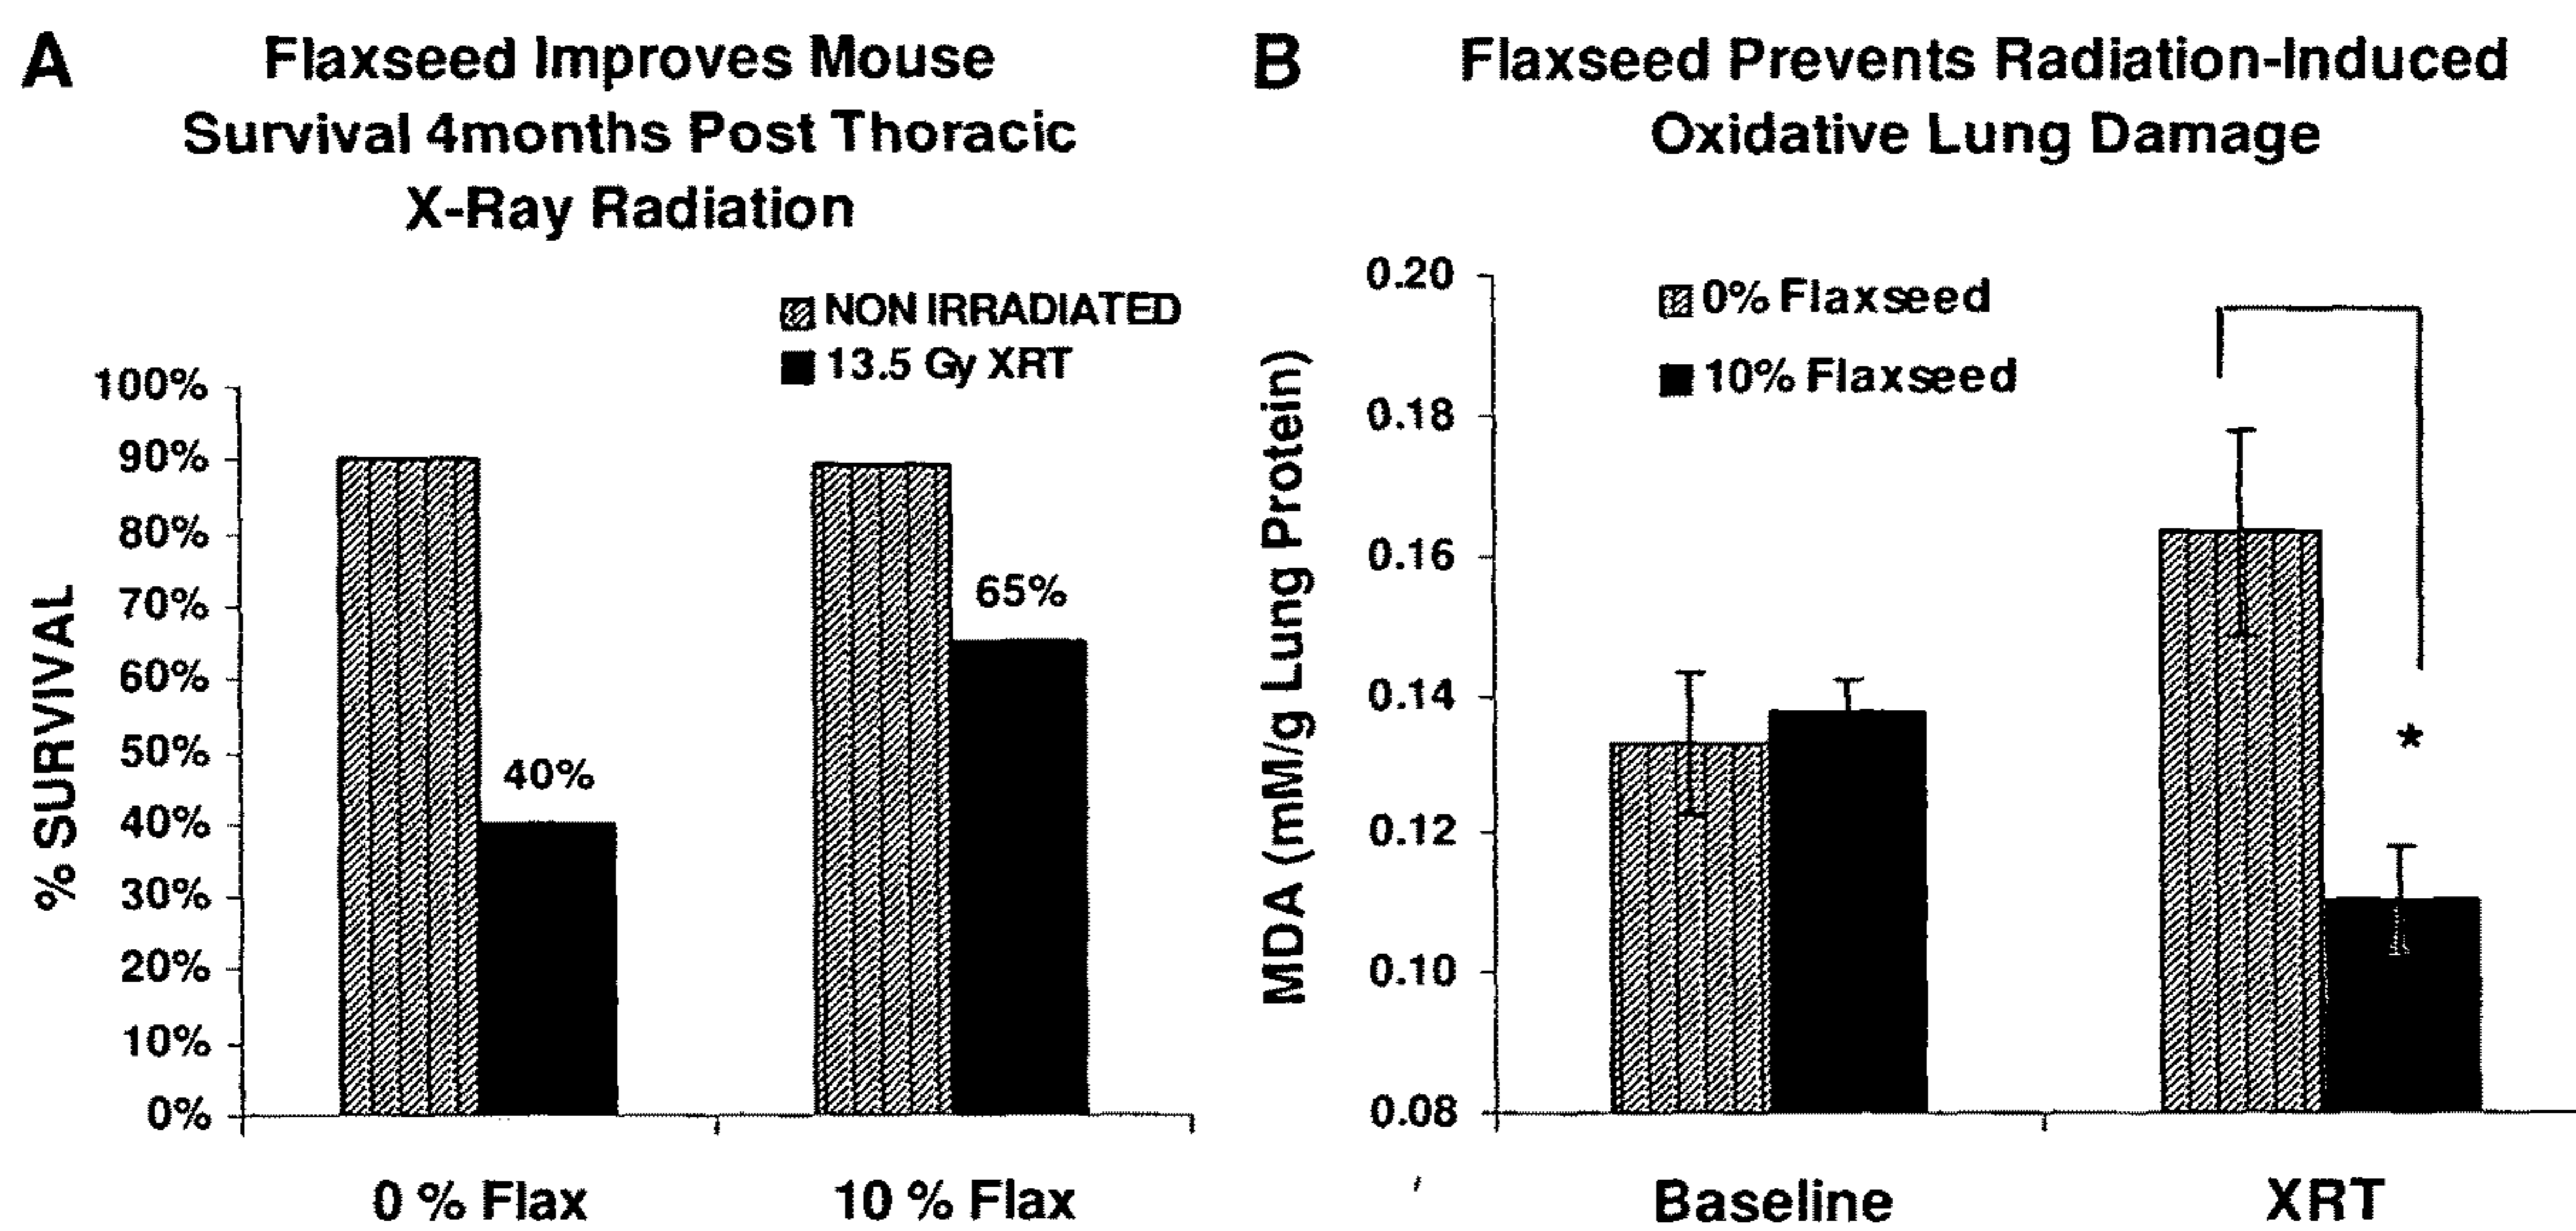 A
Flaxseed Improves Mouse
Survival 4months Post Thoracic
X-Ray Radiation
NON IRRADIATED
13.5 Gy XRT
% SURVIVAL
100%
90%
80%
70%
60%
50%
40%
30%
20%
10%
0%
40%
65%
0 % Flax
10 % Flax
B
Flaxseed Prevents Radiation-Induced
Oxidative Lung Damage
0% Flaxseed
10% Flaxseed
MDA (mM/g Lung Protein)
0.20
0.18
0.16
0.14
0.12
0.10
0.08
*
Baseline
XRT